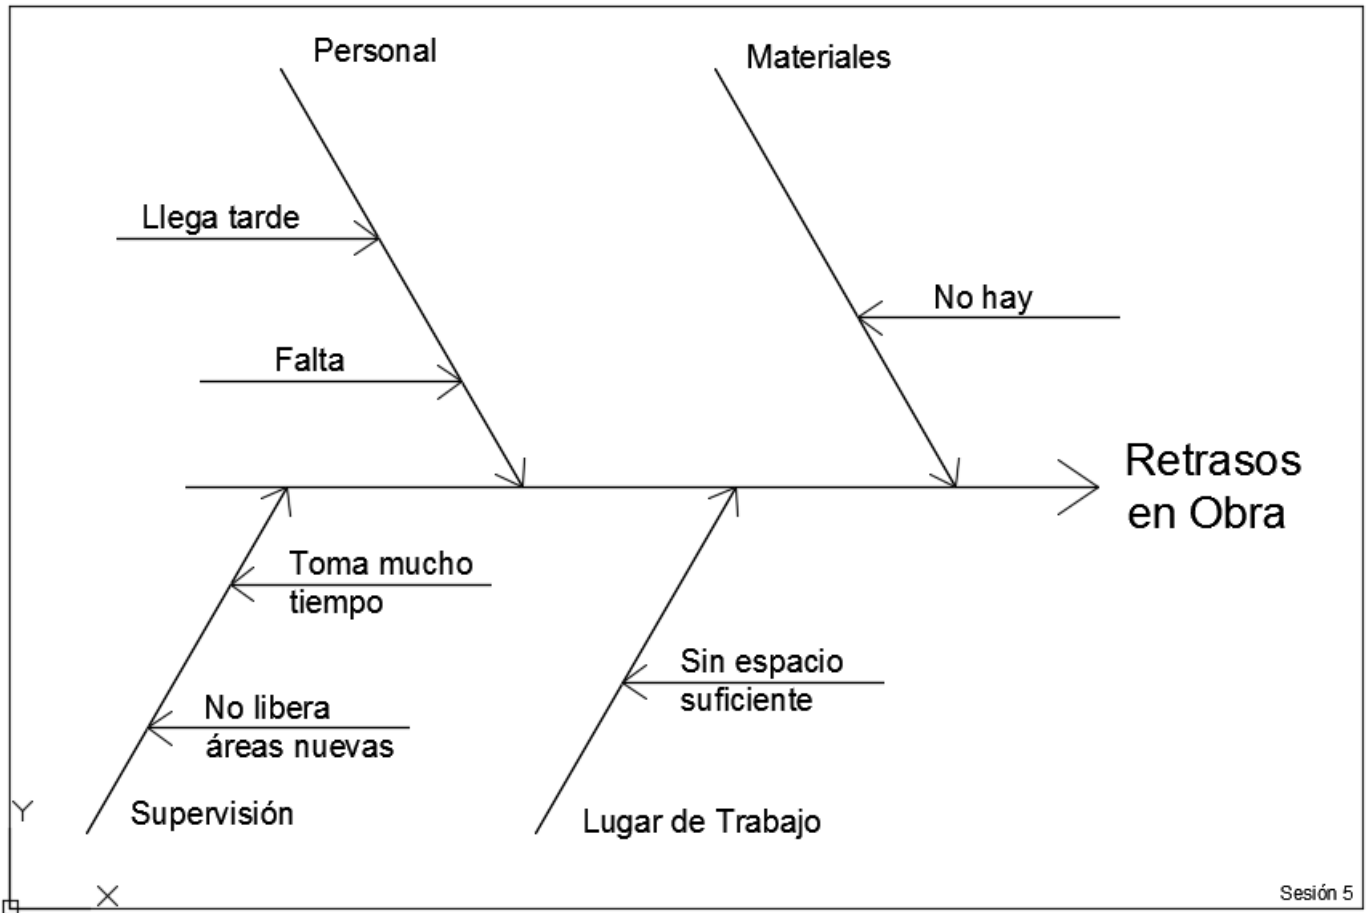 Personal
Materiales
Llega tarde
No hay
Falta
Retrasos
en Obra
Toma mucho
tiempo
Sin espacio
suficiente
No libera
áreas nuevas
Supervisión
Lugar de Trabajo
Y
X
Sesión 5